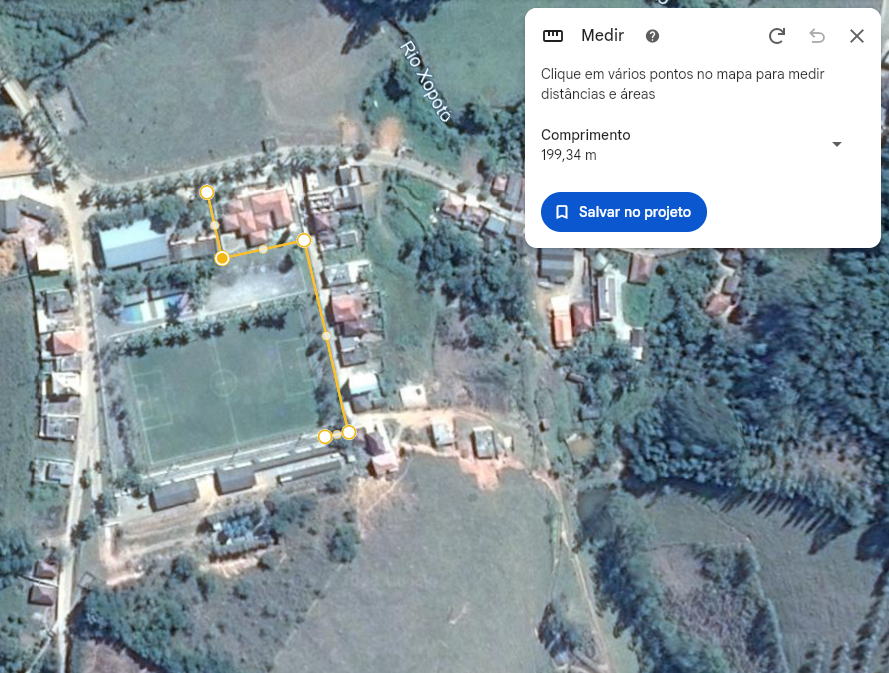 Rio Xopotó
Medir
Clique em vários pontos no mapa para medir
distâncias e áreas
Comprimento
199,34 m
Salvar no projeto